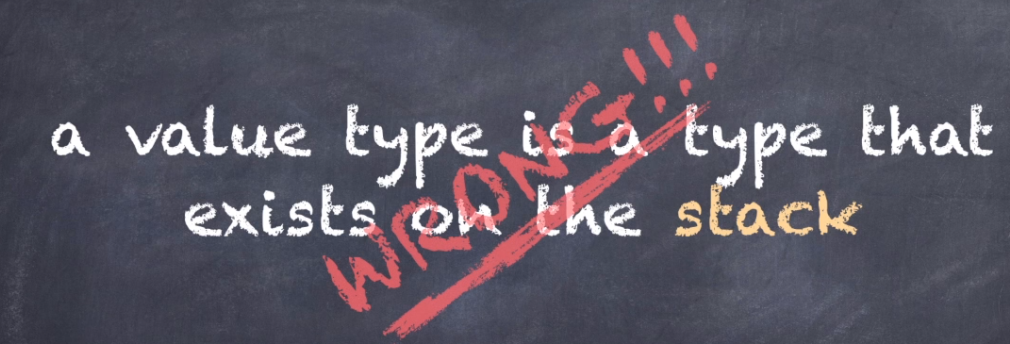 a value type is a type that
exists on the stack
WRONG!!!